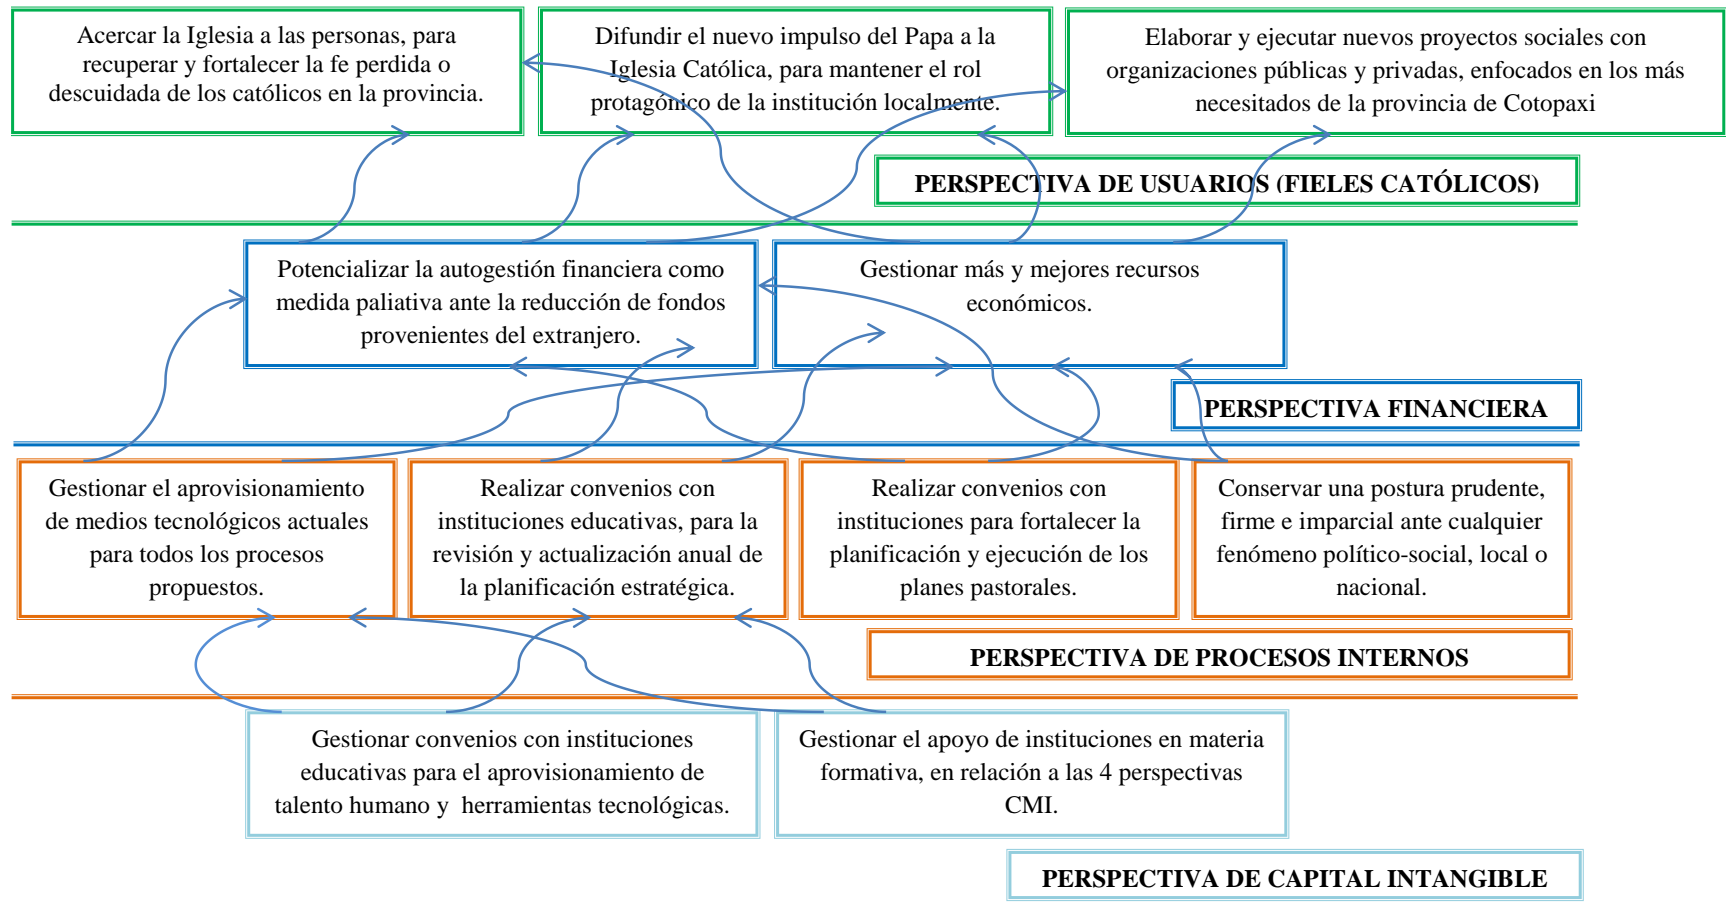 Acercar la Iglesia a las personas, para
recuperar y fortalecer la fe perdida o
descuidada de los católicos en la provincia.
Difundir el nuevo impulso del Papa a la
Iglesia Católica, para mantener el rol
protagónico de la institución localmente.
Elaborar y ejecutar nuevos proyectos sociales con
organizaciones públicas y privadas, enfocados en los más
necesitados de la provincia de Cotopaxi
PERSPECTIVA DE USUARIOS (FIELES CATÓLICOS)
Potencializar la autogestión financiera como
medida paliativa ante la reducción de fondos
provenientes del extranjero.
Gestionar más y mejores recursos
económicos.
PERSPECTIVA FINANCIERA
Gestionar el aprovisionamiento
de medios tecnológicos actuales
para todos los procesos
propuestos.
Realizar convenios con
instituciones educativas, para la
revisión y actualización anual de
la planificación estratégica.
Realizar convenios con
instituciones para fortalecer la
planificación y ejecución de los
planes pastorales.
Conservar una postura prudente,
firme e imparcial ante cualquier
fenómeno político-social, local o
nacional.
PERSPECTIVA DE PROCESOS INTERNOS
Gestionar convenios con instituciones
educativas para el aprovisionamiento de
talento humano y herramientas tecnológicas.
Gestionar el apoyo de instituciones en materia
formativa, en relación a las 4 perspectivas
CMI.
PERSPECTIVA DE CAPITAL INTANGIBLE